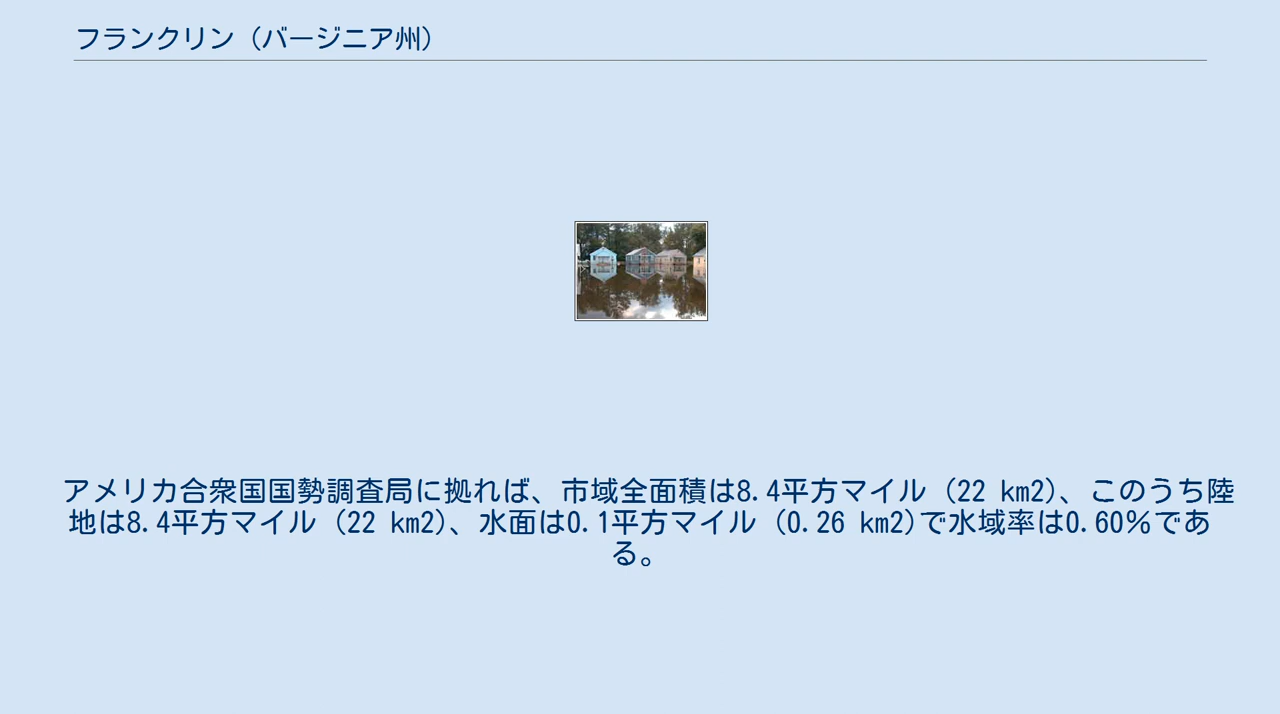 フランクリン (バージニア州)
アメリカ合衆国国勢調査局に拠れば、市域全面積は8.4平方マイル (22 km2)、このうち陸
地は8.4平方マイル (22 km2)、水面は0.1平方マイル (0.26 km2)で水域率は0.60%であ
る。